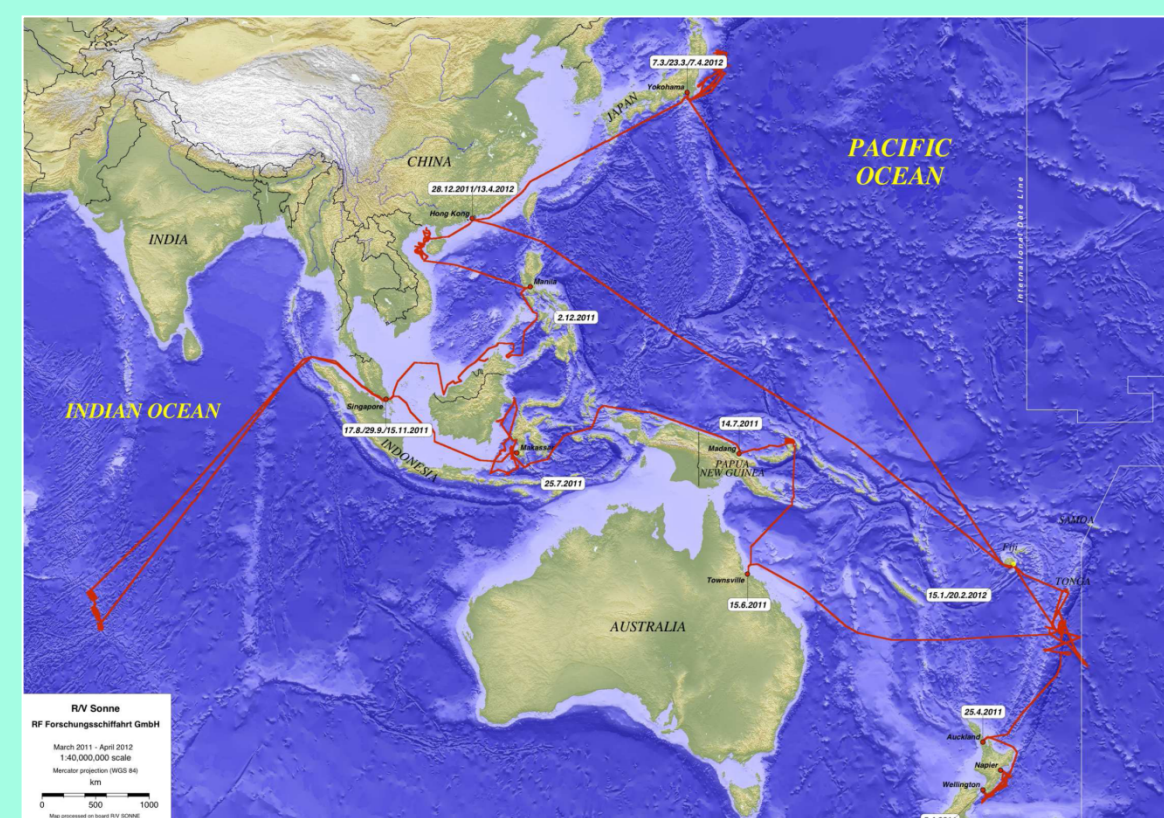 7.3./23.3./7.4.2012
Yokohama
JAPAN
PACIFIC
OCEAN
CHINA
28.12.2011/13.4.2012
Hong Kong
INDIA
International Date Line
Manila
2.12.2011
INDIAN OCEAN
Singapore
17.8./29.9./15.11.2011
INDONESIA
Makassar
25.7.2011
14.7.2011
Madang
PAPUA
NEW GUINEA
SAMOA
Fiji
TONGA
15.1./20.2.2012
Townsville
15.6.2011
AUSTRALIA
25.4.2011
Auckland
Napier
Wellington
R/V Sonne
RF Forschungsschiffahrt GmbH
March 2011 - April 2012
1:40,000,000 scale
Mercator projection (WGS 84)
km
0 500 1000
Map processed on board R/V SONNE